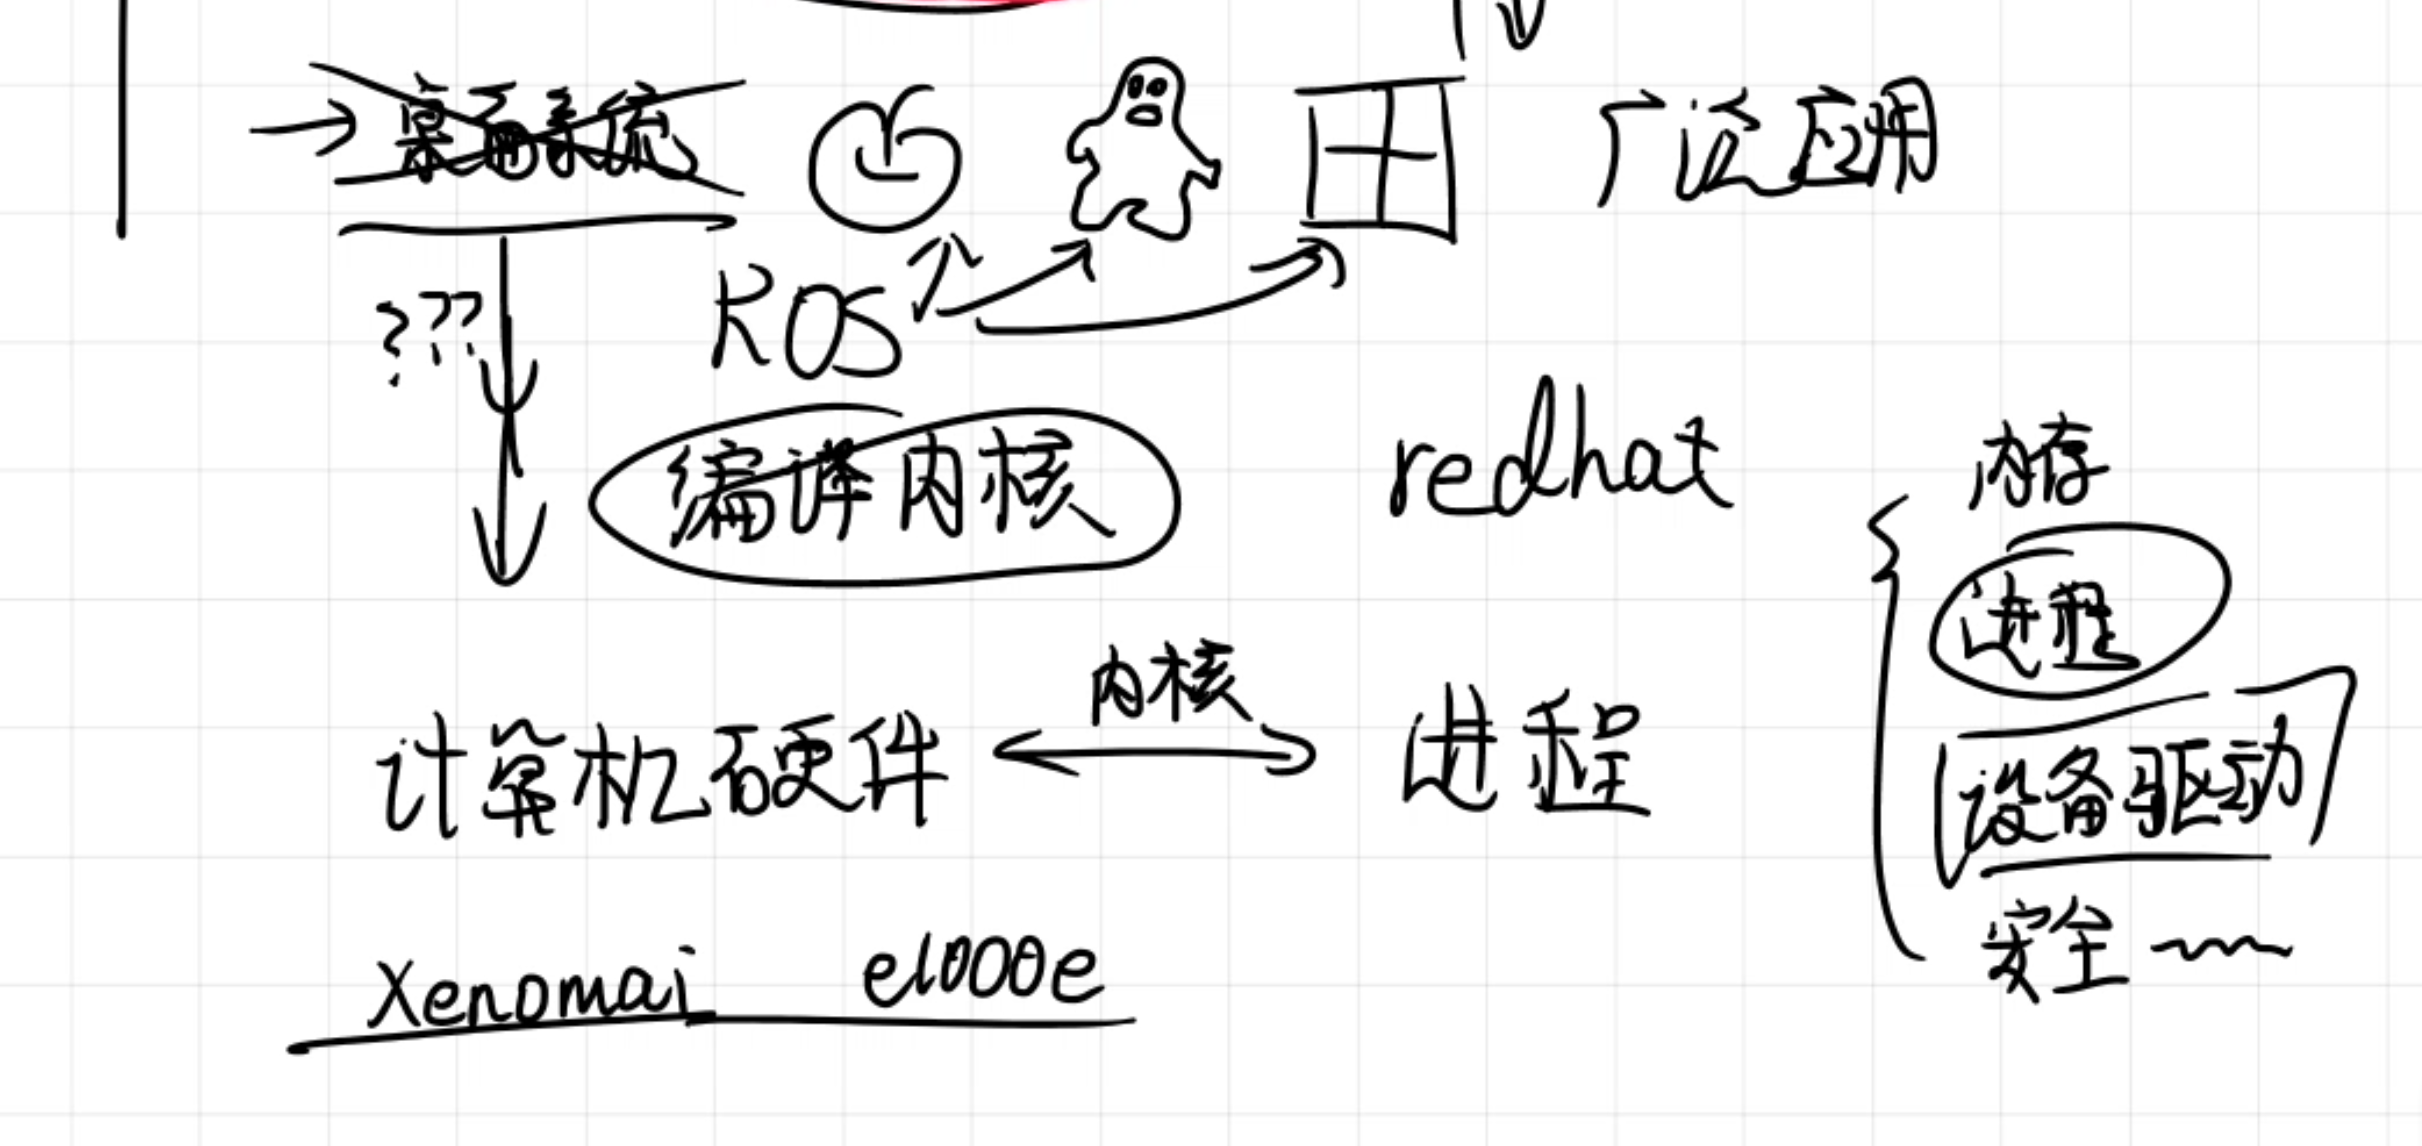 桌面系统 广泛应用
??? ROS
编译内核 redhat 内存
进程
计算机硬件 内核 进程 设备驱动
安全
Xenomai e1000e